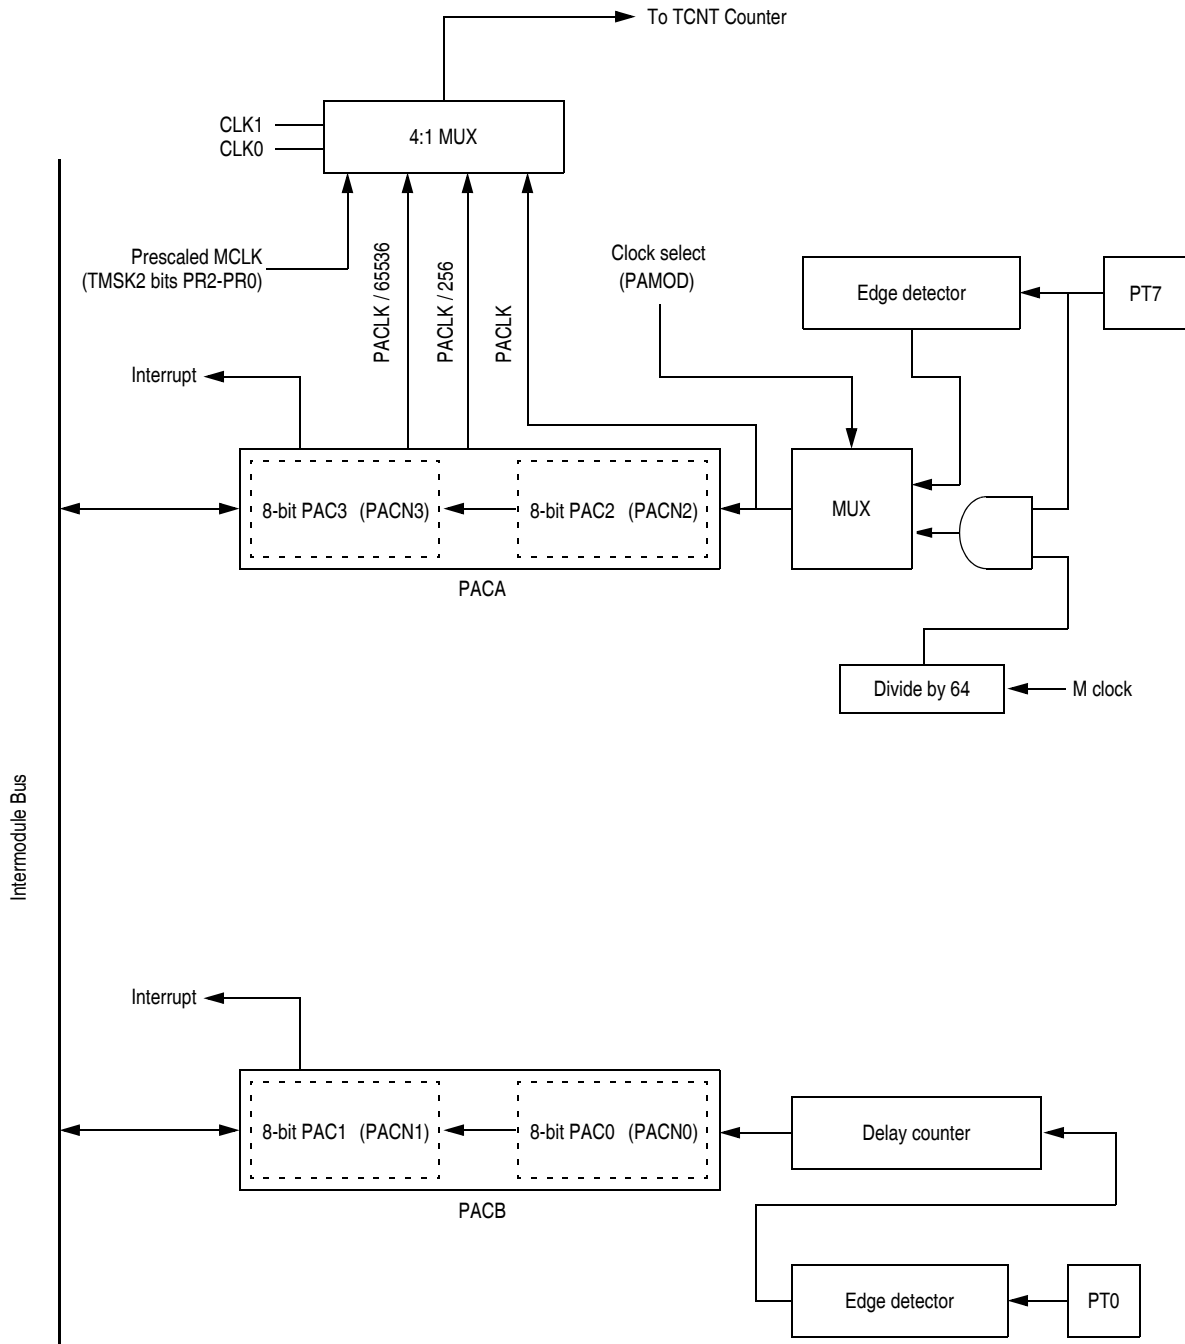 To TCNT Counter
CLK1
CLK0
4:1 MUX
Prescaled MCLK
(TMSK2 bits PR2-PR0)
PACLK / 65536
PACLK / 256
PACLK
Clock select
(PAMOD)
Edge detector
PT7
Interrupt
8-bit PAC3 (PACN3)
8-bit PAC2 (PACN2)
MUX
PACA
Divide by 64
M clock
Intermodule Bus
Interrupt
8-bit PAC1 (PACN1)
8-bit PAC0 (PACN0)
Delay counter
PACB
Edge detector
PT0